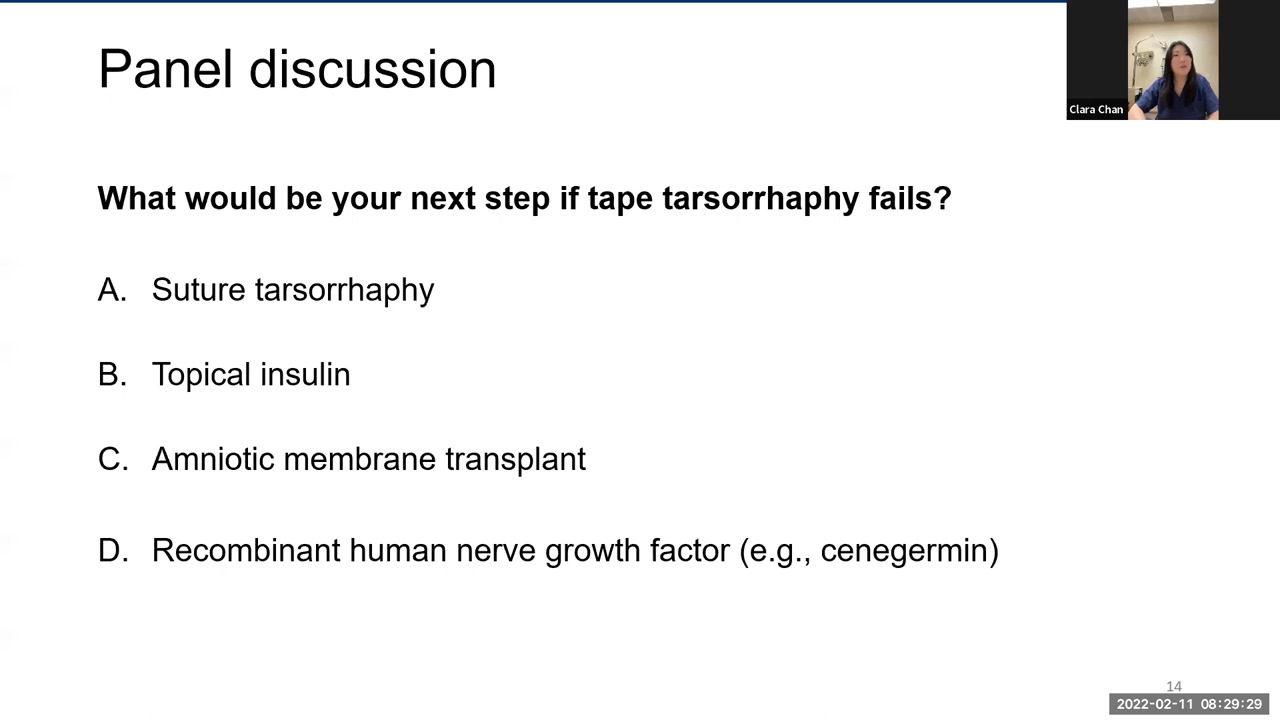 Panel discussion
Clara Chan
What would be your next step if tape tarsorrhaphy fails?
A. Suture tarsorrhaphy
B. Topical insulin
C. Amniotic membrane transplant
D. Recombinant human nerve growth factor (e.g., cenegermin)
14
2022-02-11 08:29:29